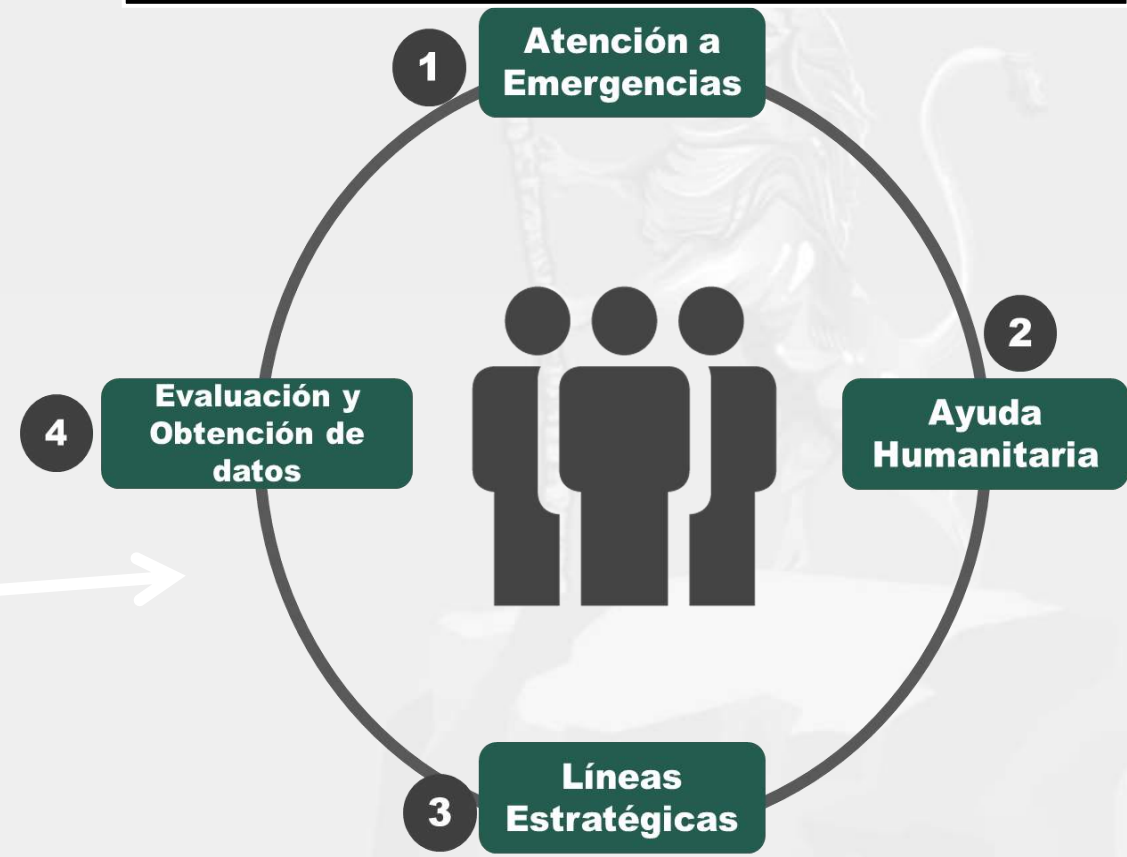 1
Atención a
Emergencias
2
Ayuda
Humanitaria
3
Líneas
Estratégicas
4
Evaluación y
Obtención de
datos